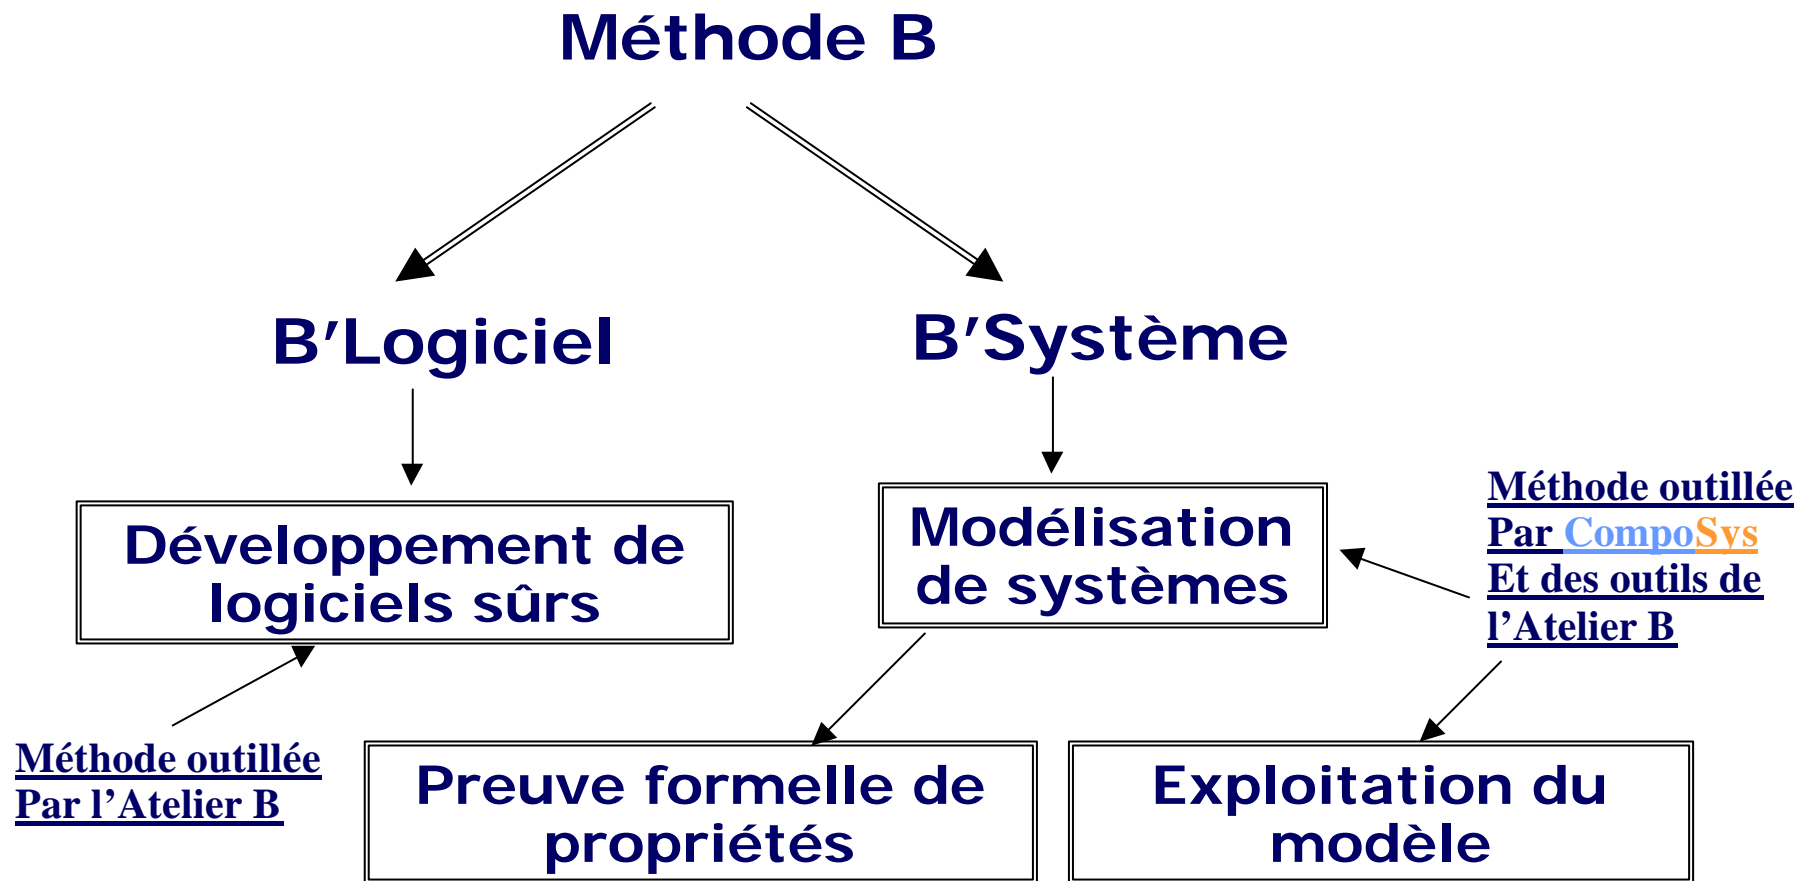 Méthode B
B’Logiciel
B’Système
Développement de
logiciels sûrs
Modélisation
de systèmes
Méthode outillée
Par CompoSys
Et des outils de
l’Atelier B
Méthode outillée
Par l’Atelier B
Preuve formelle de
propriétés
Exploitation du
modèle